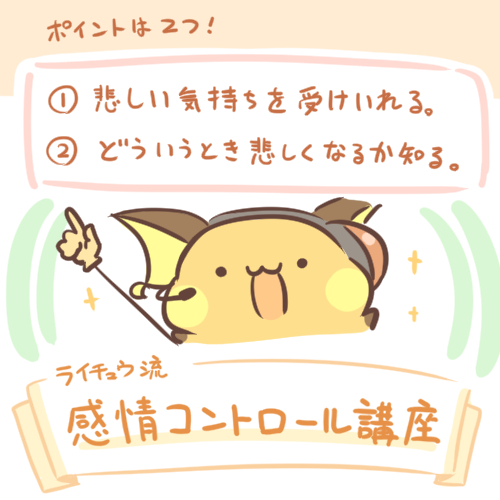 ポイントは2つ!
① 悲しい気持ちを受けいれる。
② どういうとき悲しくなるか知る。
ライチュウ流
感情コントロール講座